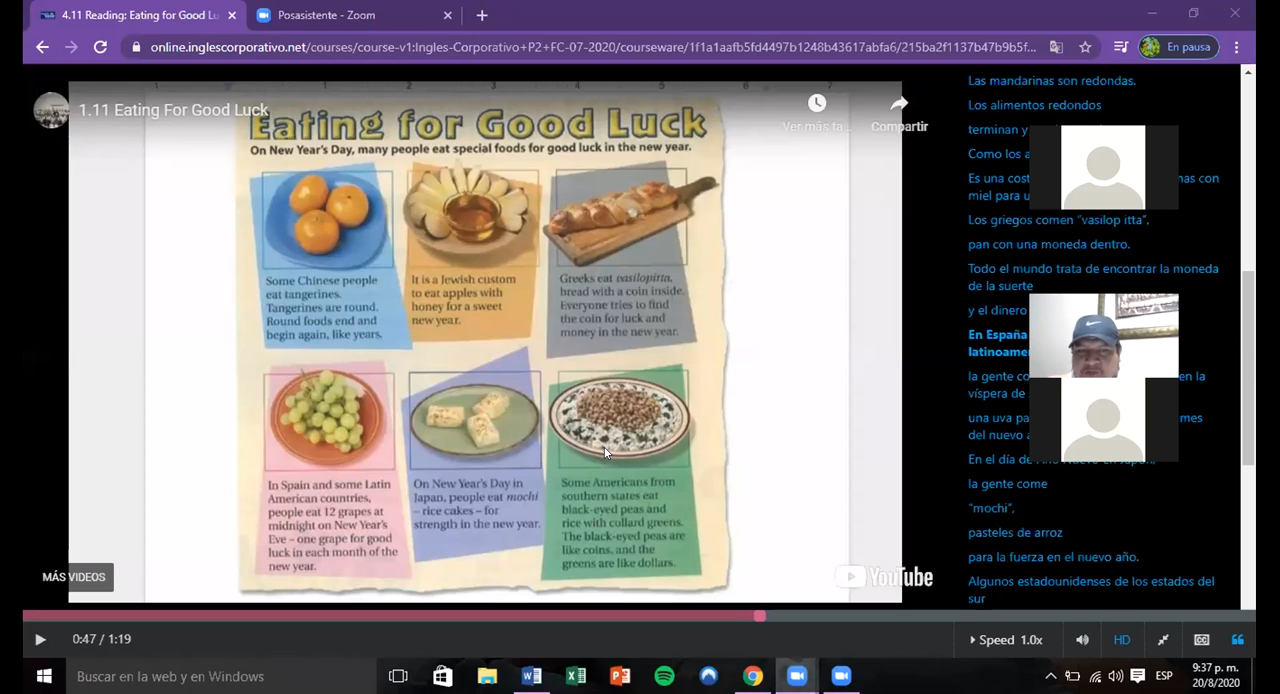 4.11 Reading: Eating for Good Lu
Posasistente - Zoom
online.inglescorporativo.net/courses/course-v1:Ingles-Corporativo+P2+FC-07-2020/courseware/1f1a1aafb5fd4497b1248b43617abfa6/215ba2f1137b47b9b5f...
En pausa
1.11 Eating For Good Luck
Ver más ta...
Compartir
Eating for Good Luck
On New Year's Day, many people eat special foods for good luck in the new year.
Some Chinese people
eat tangerines.
Tangerines are round.
Round foods end and
begin again, like years.
It is a Jewish custom
to eat apples with
honey for a sweet
new year.
Greeks eat vasilopitta,
bread with a coin inside.
Everyone tries to find
the coin for luck and
money in the new year.
In Spain and some Latin
American countries,
people eat 12 grapes at
midnight on New Year's
Eve – one grape for good
luck in each month of the
new year.
On New Year's Day in
Japan, people eat mochi
– rice cakes – for
strength in the new year.
Some Americans from
southern states eat
black-eyed peas and
rice with collard greens.
The black-eyed peas are
like coins, and the
greens are like dollars.
MÁS VIDEOS
YouTube
Las mandarinas son redondas.
Los alimentos redondos
terminan y
Como los a
Es una cost nas con
miel para u
Los griegos comen "vasilop itta",
pan con una moneda dentro.
Todo el mundo trata de encontrar la moneda
de la suerte
y el dinero
En España
latinoamer
la gente co en la
víspera de
una uva pa mes
del nuevo a
En el día de Año Nuevo en Japón,
la gente come
"mochi",
pasteles de arroz
para la fuerza en el nuevo año.
Algunos estadounidenses de los estados del
sur
0:47 / 1:19
Speed 1.0x
HD
Buscar en la web y en Windows
ESP
9:37 p. m.
20/8/2020